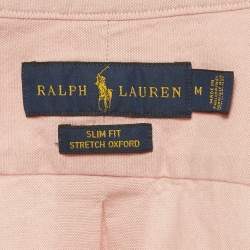 RALPH LAUREN
M
SLIM FIT
STRETCH OXFORD